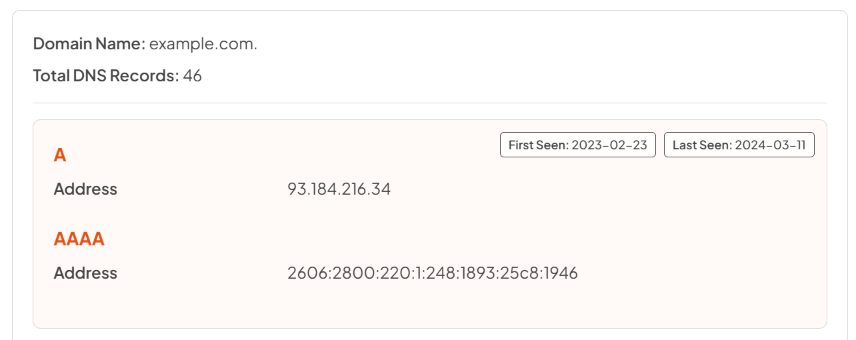 Domain Name: example.com.
Total DNS Records: 46
First Seen: 2023-02-23 Last Seen: 2024-03-11
A
Address 93.184.216.34
AAAA
Address 2606:2800:220:1:248:1893:25c8:1946